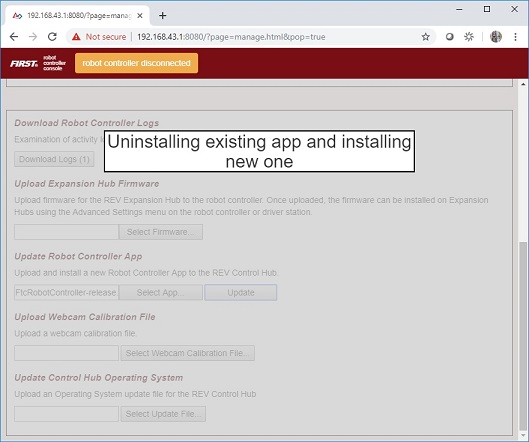 192.168.43.1:8080/?page=manage.h
Not secure | 192.168.43.1:8080/?page=manage.html&pop=true
FIRST. robot controller console
robot controller disconnected
Download Robot Controller Logs
Examination of activity l
Download Logs (1)
Uninstalling existing app and installing
new one
Upload Expansion Hub Firmware
Upload firmware for the REV Expansion Hub to the robot controller. Once uploaded, the firmware can be installed on Expansion
Hubs using the Advanced Settings menu on the robot controller or driver station.
Select Firmware...
Update Robot Controller App
Upload and install a new Robot Controller App to the REV Control Hub.
FtcRobotController-release Select App... Update
Upload Webcam Calibration File
Upload a webcam calibration file.
Select Webcam Calibration File...
Update Control Hub Operating System
Upload an Operating System update file for the REV Control Hub
Select Update File...